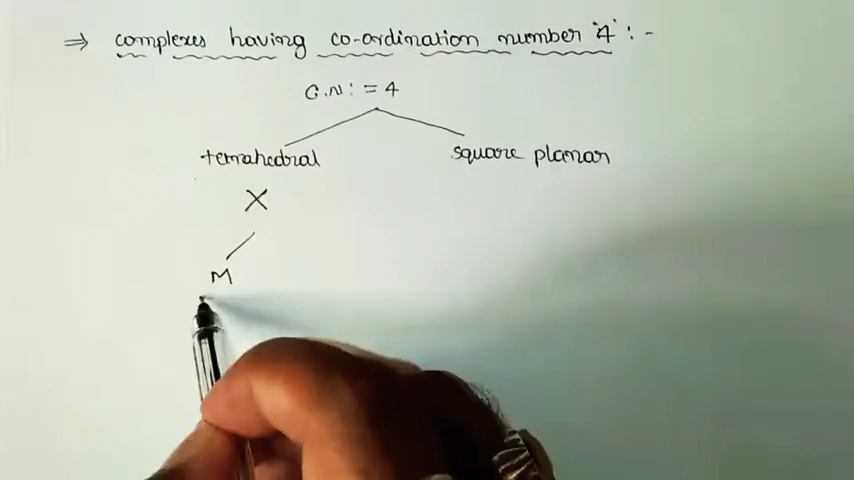 ⇒ complexes having co-ordination number '4' :-
C.N: = 4
tetrahedral square planar
X
M